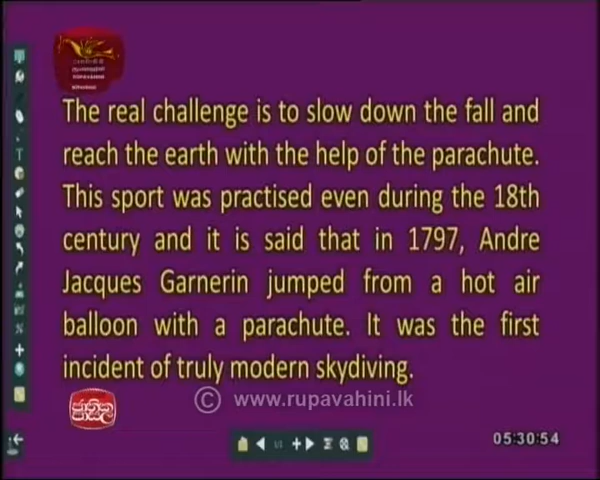 The real challenge is to slow down the fall and
reach the earth with the help of the parachute.
This sport was practised even during the 18th
century and it is said that in 1797, Andre
Jacques Garnerin jumped from a hot air
balloon with a parachute. It was the first
incident of truly modern skydiving.
ජාතික
© www.rupavahini.lk
05:30:54